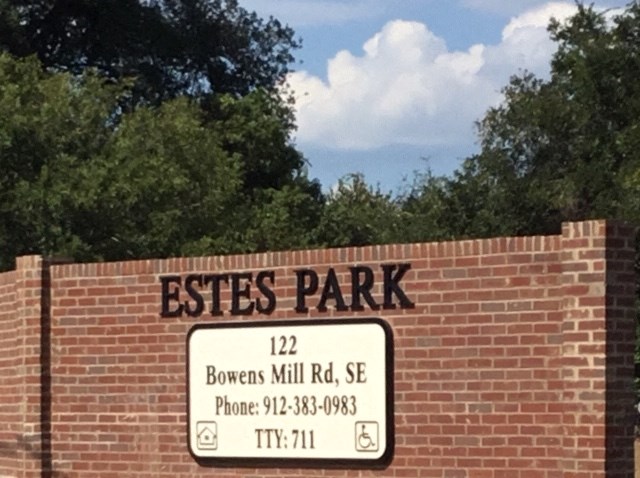 ESTES PARK
122
Bowens Mill Rd, SE
Phone: 912-383-0983
TTY: 711